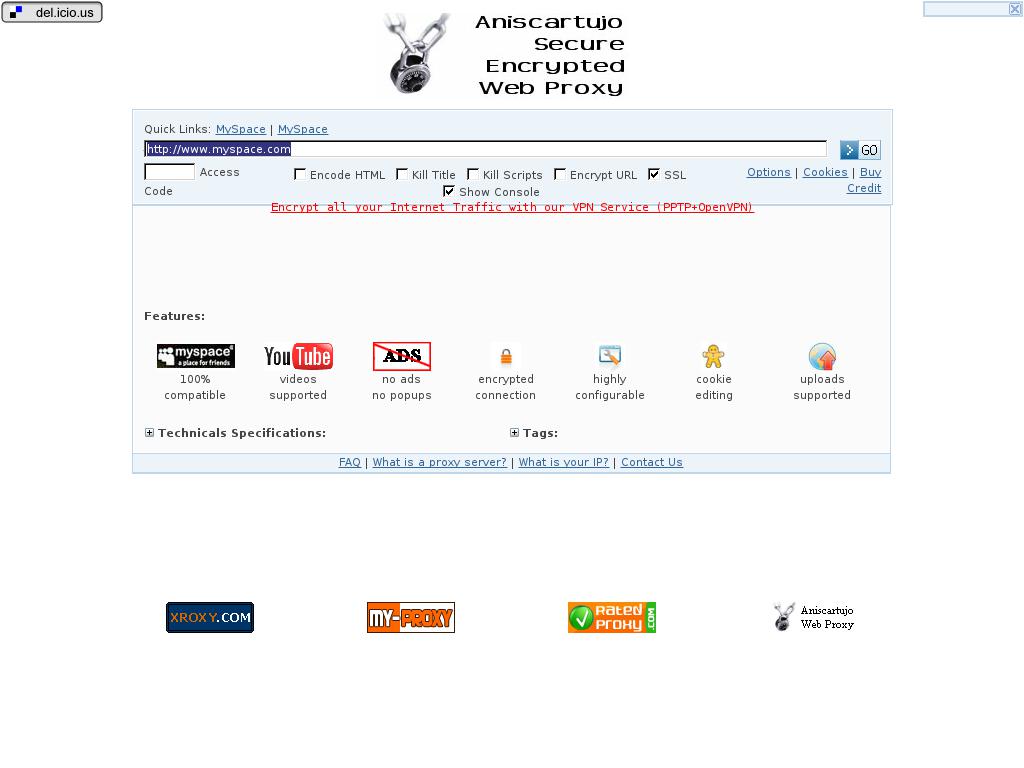 del.icio.us
Aniscartujo
Secure
Encrypted
Web Proxy
Quick Links: MySpace | MySpace
http://www.myspace.com
GO
Access
Code
Encode HTML Kill Title Kill Scripts Encrypt URL SSL
Show Console
Options | Cookies | Buy
Credit
Encrypt all your Internet Traffic with our VPN Service (PPTP+OpenVPN)
Features:
myspace
a place for friends
100%
compatible
YouTube
videos
supported
ADS
no ads
no popups
encrypted
connection
highly
configurable
cookie
editing
uploads
supported
Technicals Specifications:
Tags:
FAQ | What is a proxy server? | What is your IP? | Contact Us
XROXY.COM
MY-PROXY
RATED
PROXY
.COM
Aniscartujo
Web Proxy